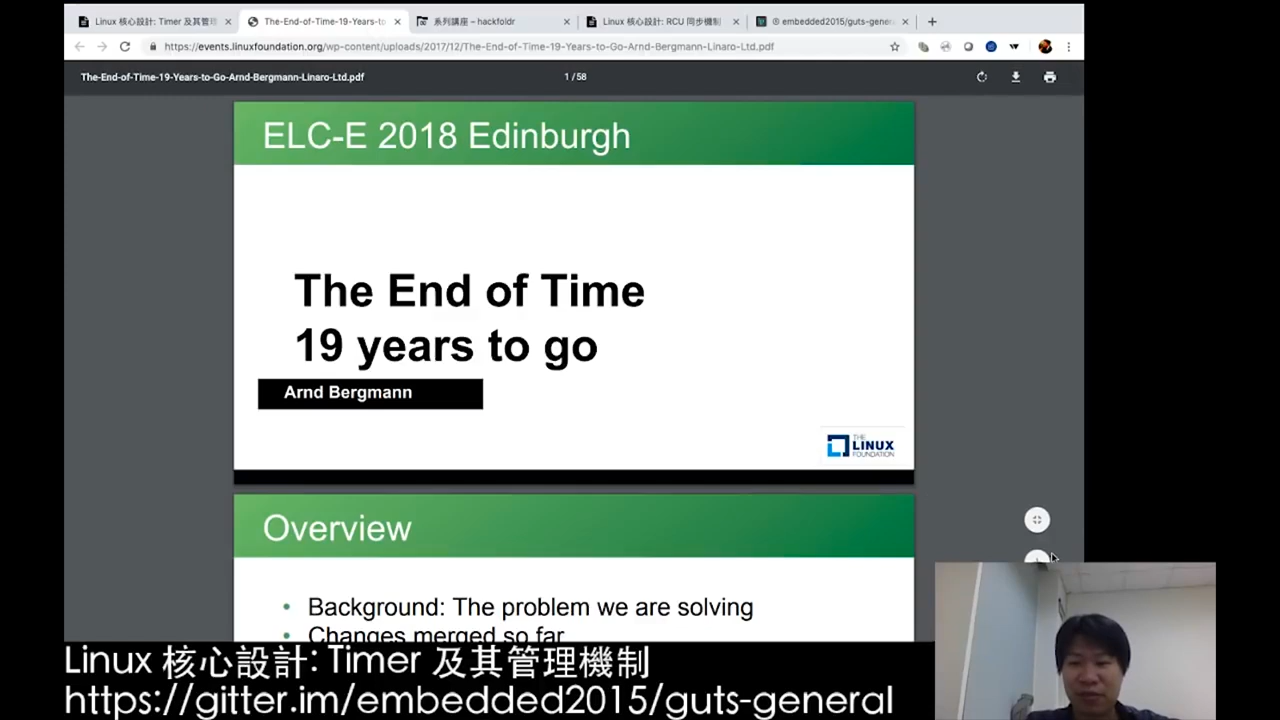 Linux 核心設計: Timer 及其管理
The-End-of-Time-19-Years-to-
系列講座 – hackfoldr
Linux 核心設計: RCU 同步機制
embedded2015/guts-gener
https://events.linuxfoundation.org/wp-content/uploads/2017/12/The-End-of-Time-19-Years-to-Go-Arnd-Bergmann-Linaro-Ltd.pdf
The-End-of-Time-19-Years-to-Go-Arnd-Bergmann-Linaro-Ltd.pdf
1 / 58
ELC-E 2018 Edinburgh
The End of Time
19 years to go
Arnd Bergmann
THE
LINUX
FOUNDATION
Overview
• Background: The problem we are solving
• Changes merged so far
Linux 核心設計: Timer 及其管理機制
https://gitter.im/embedded2015/guts-general